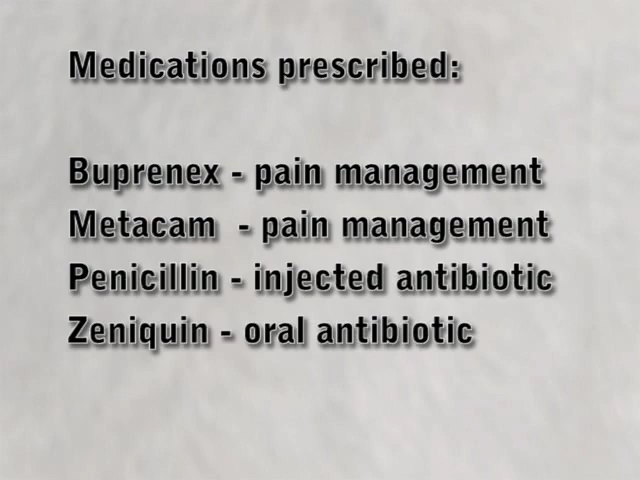 Medications prescribed:
Buprenex - pain management
Metacam - pain management
Penicillin - injected antibiotic
Zeniquin - oral antibiotic